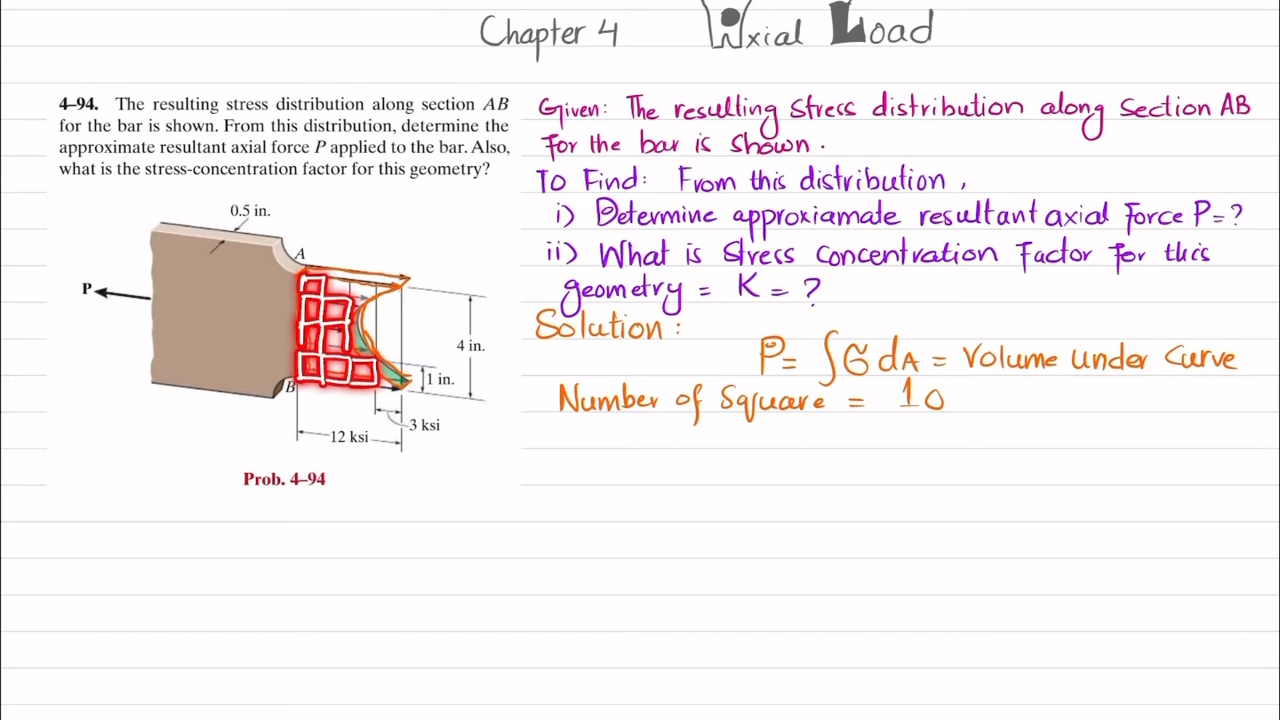 Chapter 4 Axial Load
4–94. The resulting stress distribution along section AB
for the bar is shown. From this distribution, determine the
approximate resultant axial force P applied to the bar. Also,
what is the stress-concentration factor for this geometry?
0.5 in.
A
P
4 in.
1 in.
B
3 ksi
12 ksi
Prob. 4–94
Given: The resulting stress distribution along section AB
for the bar is shown.
To Find: From this distribution,
i) Determine approxiamate resultant axial force P=?
ii) What is stress concentration factor for this
geometry = K = ?
Solution:
P= ∫σdA = Volume under curve
Number of square = 10